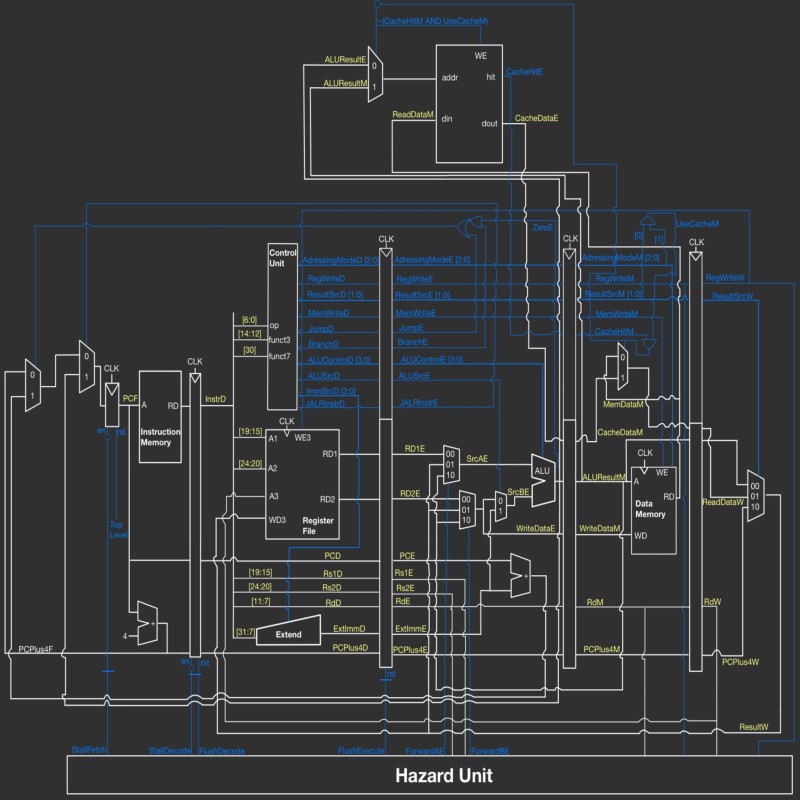 ~(CacheHitM AND UseCacheM)
ALUResultE
0
WE
ALUResultM
1
addr
hit
CacheHitE
ReadDataM
din
dout
CacheDataE
ZeroE
UseCacheM
[0]
[1]
CLK
CLK
CLK
Control
Unit
AdressingModeD [2:0]
AdressingModeE [2:0]
AdressingModeM [2:0]
RegWriteD
RegWriteE
RegWriteM
RegWriteW
ResultSrcD [1:0]
ResultSrcE [1:0]
ResultSrcM [1:0]
ResultSrcW
MemWriteD
MemWriteE
MemWriteM
[6:0]
op
JumpD
JumpE
CacheHitM
[14:12]
funct3
BranchD
BranchE
[30]
funct7
ALUControlD [3:0]
ALUControlE [3:0]
ALUSrcD
ALUSrcE
ImmSrcD [2:0]
JALRInstrD
JALRInstrE
0
1
0
1
CLK
CLK
0
1
PCF
A
RD
InstrD
MemDataM
en
rst
Instruction
Memory
CLK
WE3
[19:15]
A1
CacheDataM
RD1
RD1E
00
01
10
SrcAE
ALU
CLK
WE
[24:20]
A2
ALUResultM
A
RD
A3
RD2
RD2E
00
01
10
0
1
SrcBE
Data
Memory
ReadDataW
00
01
10
WD3
Register
File
WriteDataE
WriteDataM
WD
Top
Level
PCD
PCE
[19:15]
Rs1D
Rs1E
+
[24:20]
Rs2D
Rs2E
[11:7]
RdD
RdE
RdM
RdW
+
4
[31:7]
Extend
ExtImmD
ExtImmE
PCPlus4F
PCPlus4D
PCPlus4E
PCPlus4M
PCPlus4W
en
rst
rst
ResultW
StallFetch
StallDecode
FlushDecode
FlushExecute
ForwardAE
ForwardBE
Hazard Unit